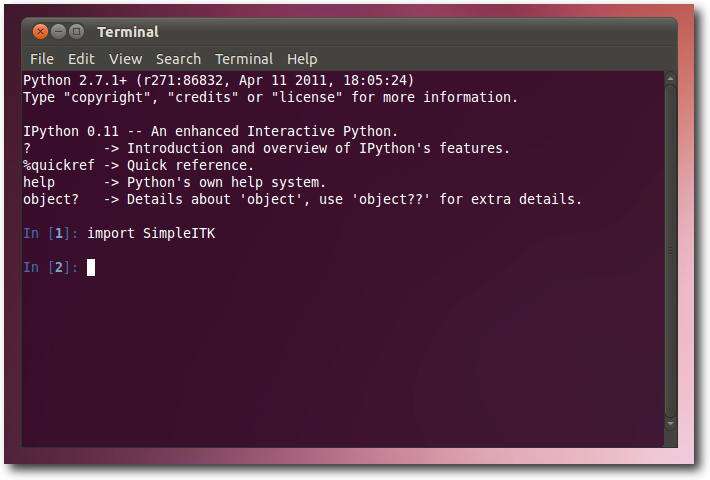 Terminal
File Edit View Search Terminal Help
Python 2.7.1+ (r271:86832, Apr 11 2011, 18:05:24)
Type "copyright", "credits" or "license" for more information.
IPython 0.11 -- An enhanced Interactive Python.
?         -> Introduction and overview of IPython's features.
%quickref -> Quick reference.
help      -> Python's own help system.
object?   -> Details about 'object', use 'object??' for extra details.
In [1]: import SimpleITK
In [2]: